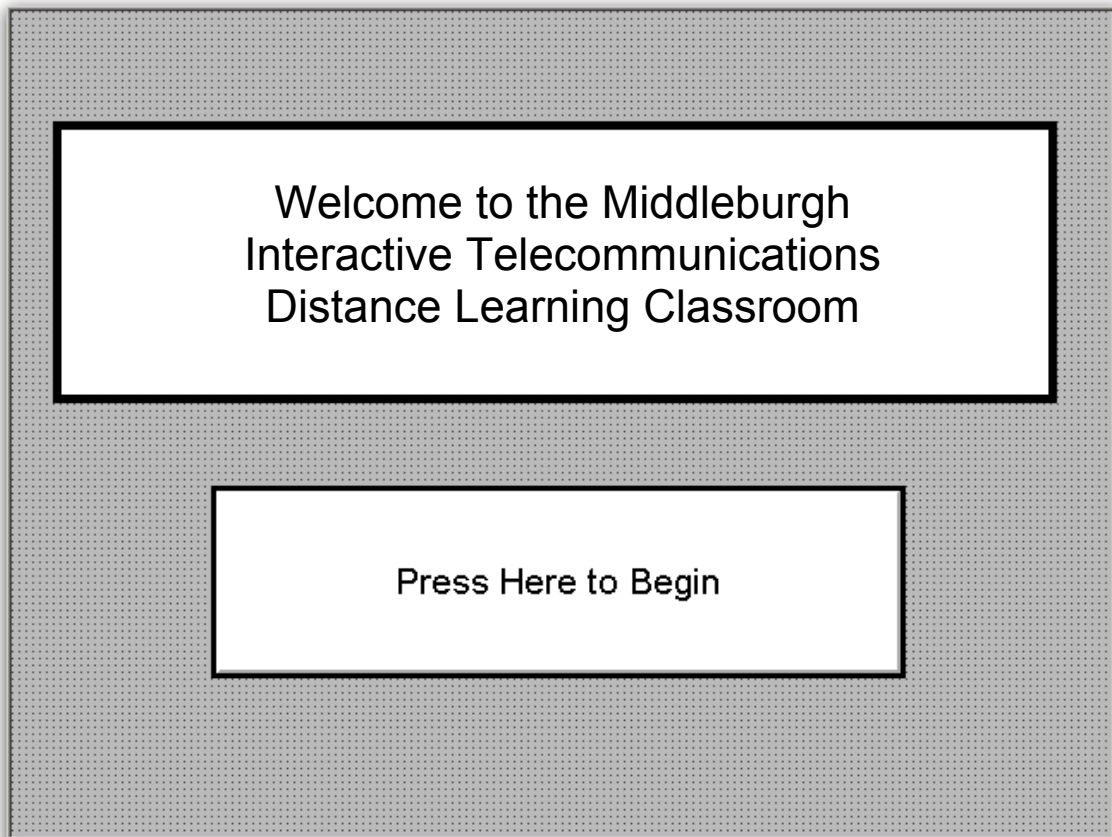 Welcome to the Middleburgh
Interactive Telecommunications
Distance Learning Classroom
Press Here to Begin